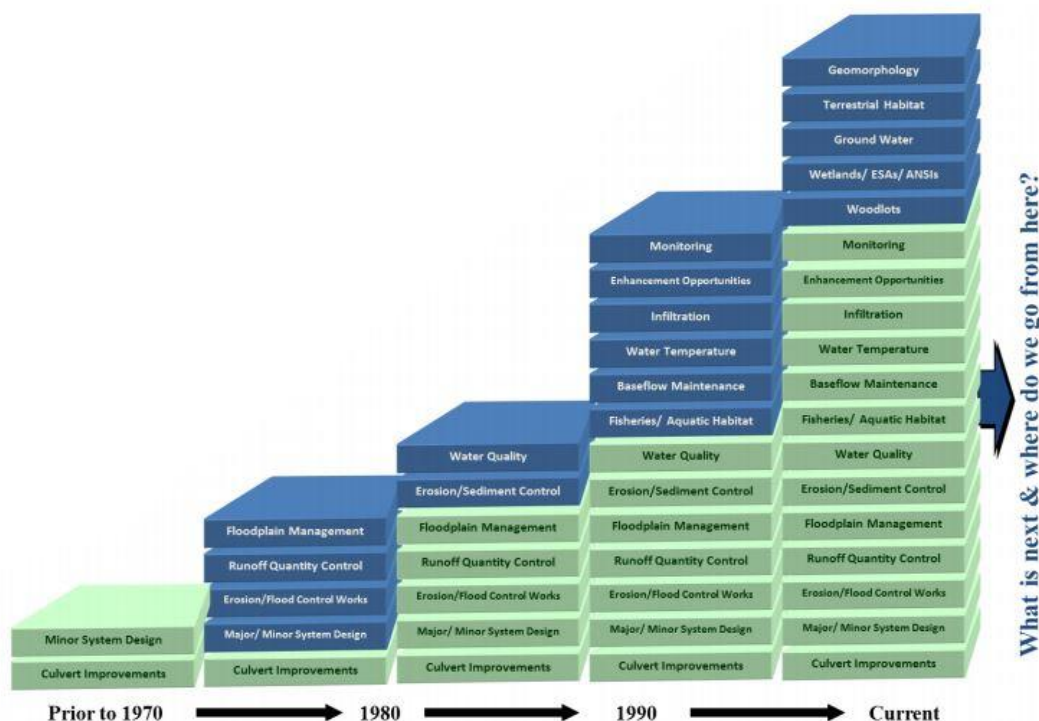 Minor System Design
Culvert Improvements
Floodplain Management
Runoff Quantity Control
Erosion/Flood Control Works
Major/ Minor System Design
Culvert Improvements
Water Quality
Erosion/Sediment Control
Floodplain Management
Runoff Quantity Control
Erosion/Flood Control Works
Major/ Minor System Design
Culvert Improvements
Monitoring
Enhancement Opportunities
Infiltration
Water Temperature
Baseflow Maintenance
Fisheries/ Aquatic Habitat
Water Quality
Erosion/Sediment Control
Floodplain Management
Runoff Quantity Control
Erosion/Flood Control Works
Major/ Minor System Design
Culvert Improvements
Geomorphology
Terrestrial Habitat
Ground Water
Wetlands/ ESAs/ ANSIs
Woodlots
Monitoring
Enhancement Opportunities
Infiltration
Water Temperature
Baseflow Maintenance
Fisheries/ Aquatic Habitat
Water Quality
Erosion/Sediment Control
Floodplain Management
Runoff Quantity Control
Erosion/Flood Control Works
Major/ Minor System Design
Culvert Improvements
What is next & where do we go from here?
Prior to 1970 1980 1990 Current